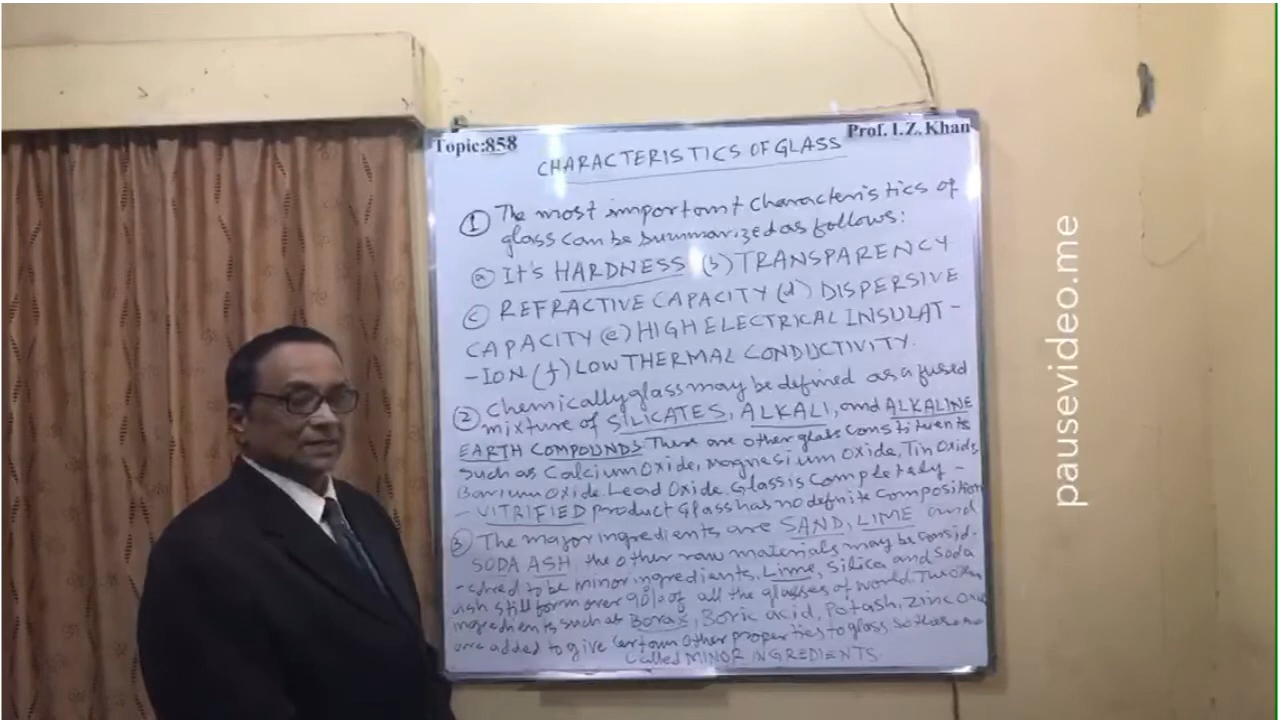 Topic:858
Prof. I.Z. Khan
CHARACTERISTICS OF GLASS
① The most important characteristics of
glass can be summarized as follows:
ⓐ It's HARDNESS (b) TRANSPARENCY
ⓒ REFRACTIVE CAPACITY (d) DISPERSIVE
CAPACITY (e) HIGH ELECTRICAL INSULAT-
-ION (f) LOW THERMAL CONDUCTIVITY.
② Chemically glass may be defined as a fused
mixture of SILICATES, ALKALI, and ALKALINE
EARTH COMPOUNDS. There are other glass constituents
such as Calcium Oxide, Magnesium Oxide, Tin Oxide,
Barium Oxide. Lead Oxide. Glass is completely -
- VITRIFIED product Glass has no definite composition
③ The major ingredients are SAND, LIME and
SODA ASH, the other raw materials may be consid-
-ered to be minor ingredients. Lime, Silica and Soda
ash still form over 90% of all the glasses of world. The
ingredients such as Borax, Boric acid, Potash, Zinc
are added to give certain other properties to glass so
called MINOR INGREDIENTS.
pausevideo.me